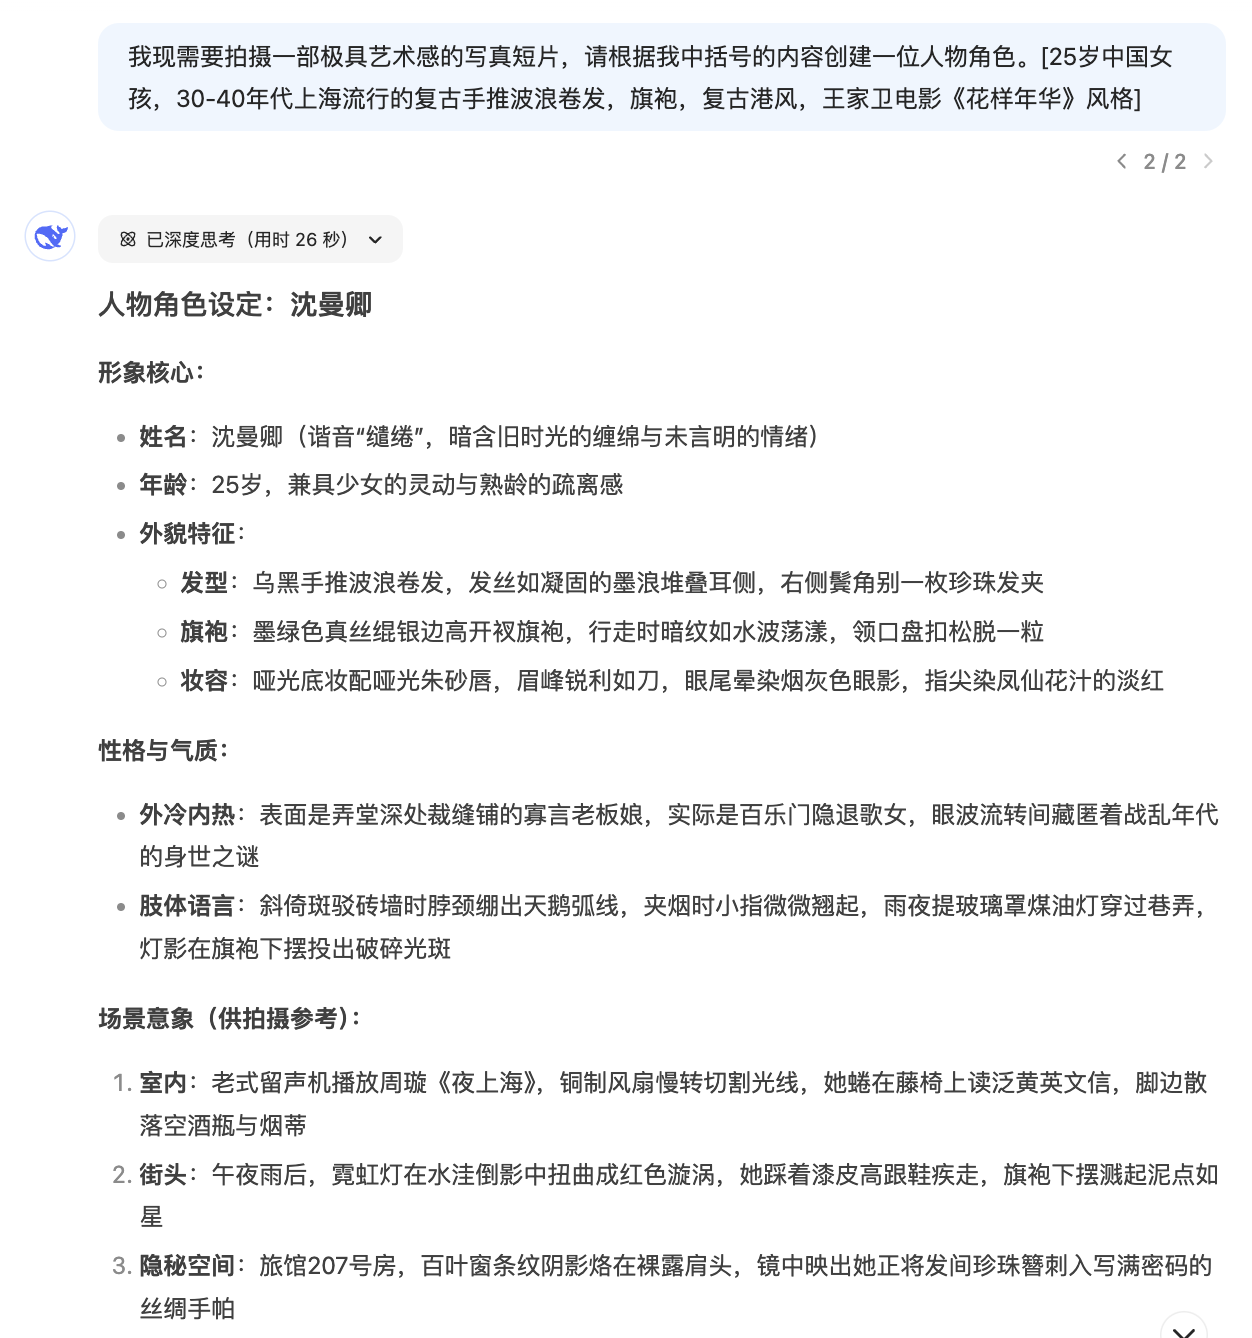 我现需要拍摄一部极具艺术感的写真短片，请根据我中括号的内容创建一位人物角色。[25岁中国女
孩，30-40年代上海流行的复古手推波浪卷发，旗袍，复古港风，王家卫电影《花样年华》风格]
2 / 2
已深度思考（用时 26 秒）
人物角色设定：沈曼卿
形象核心：
姓名：沈曼卿（谐音“缱绻”，暗含旧时光的缠绵与未言明的情绪）
年龄：25岁，兼具少女的灵动与熟龄的疏离感
外貌特征：
发型：乌黑手推波浪卷发，发丝如凝固的墨浪堆叠耳侧，右侧鬓角别一枚珍珠发夹
旗袍：墨绿色真丝绲银边高开衩旗袍，行走时暗纹如水波荡漾，领口盘扣松脱一粒
妆容：哑光底妆配哑光朱砂唇，眉峰锐利如刀，眼尾晕染烟灰色眼影，指尖染凤仙花汁的淡红
性格与气质：
外冷内热：表面是弄堂深处裁缝铺的寡言老板娘，实际是百乐门隐退歌女，眼波流转间藏匿着战乱年代
的身世之谜
肢体语言：斜倚斑驳砖墙时脖颈绷出天鹅弧线，夹烟时小指微微翘起，雨夜提玻璃罩煤油灯穿过巷弄，
灯影在旗袍下摆投出破碎光斑
场景意象（供拍摄参考）：
1. 室内：老式留声机播放周璇《夜上海》，铜制风扇慢转切割光线，她蜷在藤椅上读泛黄英文信，脚边散
落空酒瓶与烟蒂
2. 街头：午夜雨后，霓虹灯在水洼倒影中扭曲成红色漩涡，她踩着漆皮高跟鞋疾走，旗袍下摆溅起泥点如
星
3. 隐秘空间：旅馆207号房，百叶窗条纹阴影烙在裸露肩头，镜中映出她正将发间珍珠簪刺入写满密码的
丝绸手帕